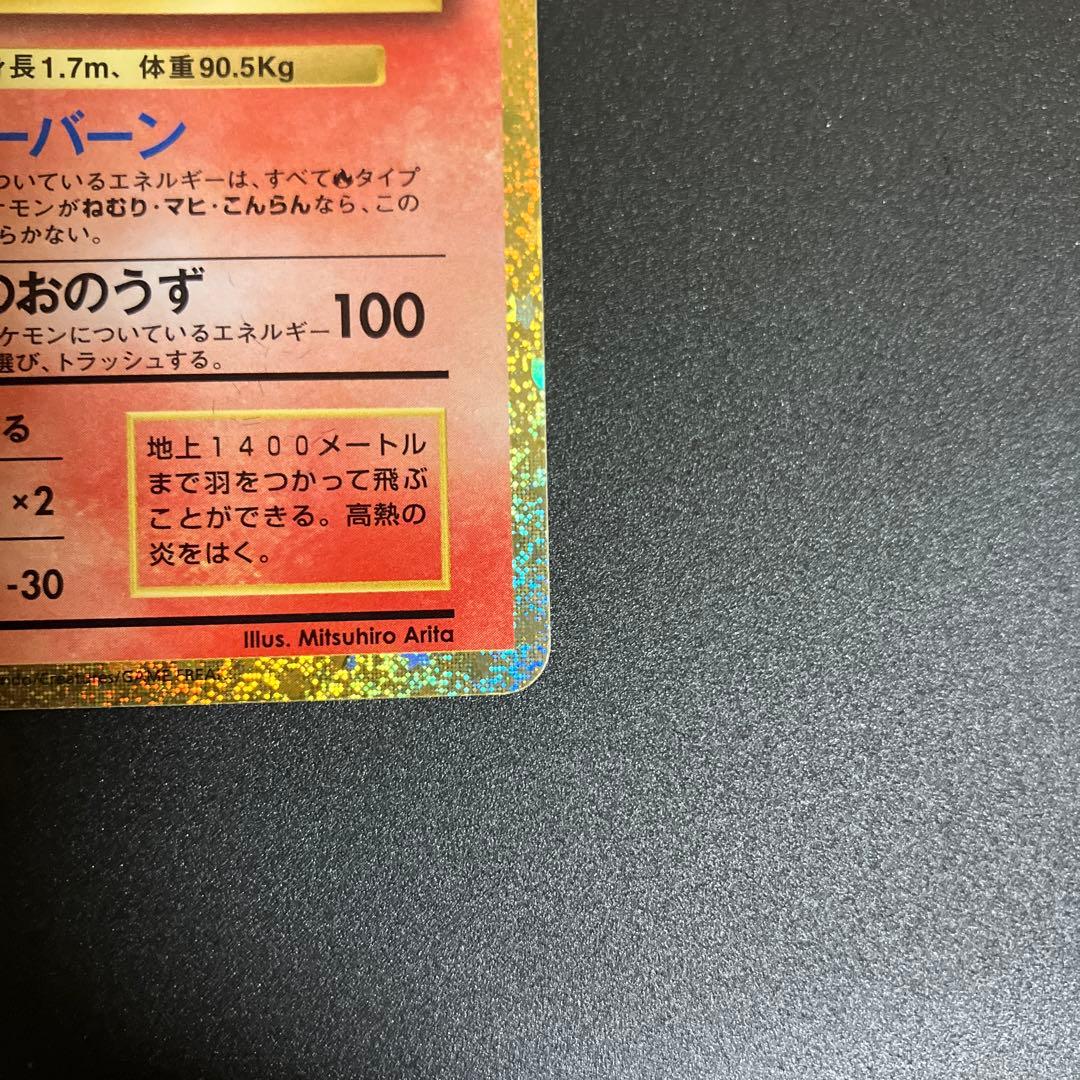 長1.7m、体重90.5Kg
ーバーン
ついているエネルギーは、すべて🔥タイプ
ケモンがねむり・マヒ・こんらんなら、この
らかない。
のおのうず
100
ケモンについているエネルギー
選び、トラッシュする。
る
×2
-30
地上1400メートル
まで羽をつかって飛ぶ
ことができる。高熱の
炎をはく。
Illus. Mitsuhiro Arita
ndo/Creatures/GAME FREA